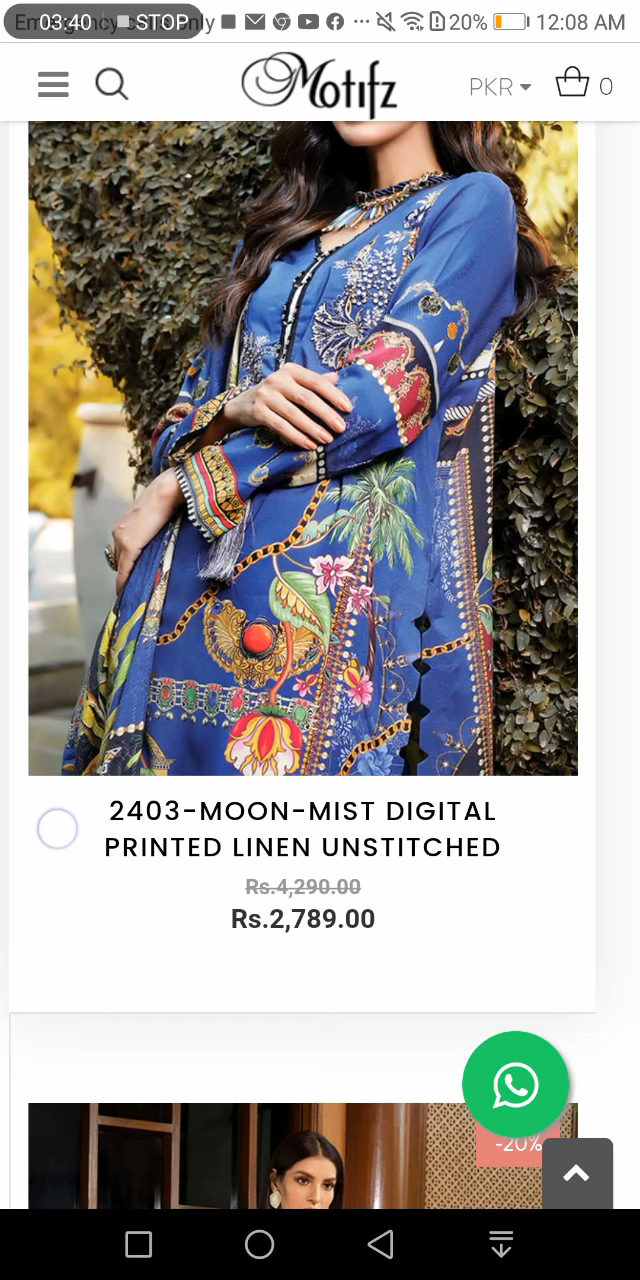 03:40 STOP only 20% 12:08 AM
Motifz PKR 0
2403-MOON-MIST DIGITAL
PRINTED LINEN UNSTITCHED
Rs.4,290.00
Rs.2,789.00
-20%